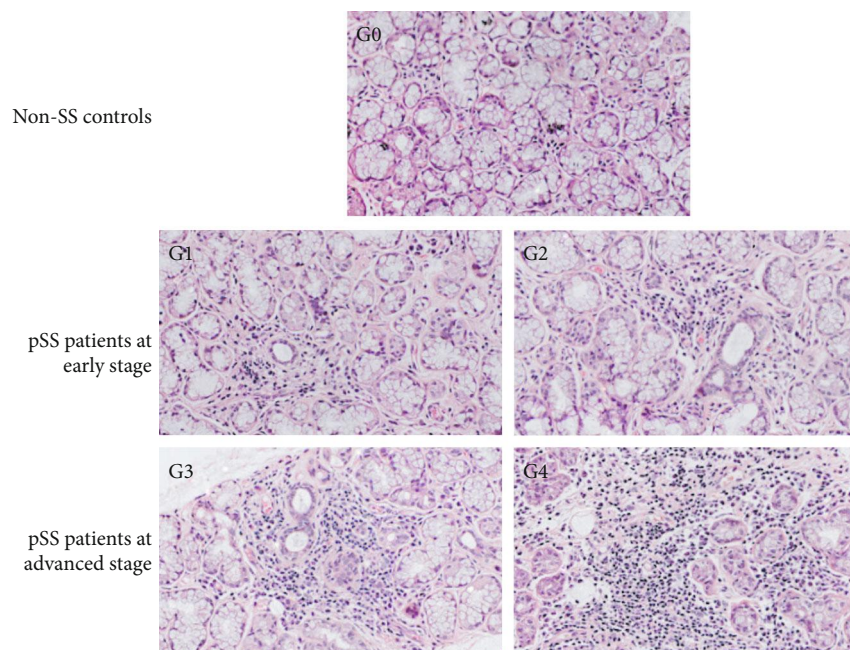 G0
Non-SS controls
G1
G2
pSS patients at
early stage
G3
G4
pSS patients at
advanced stage